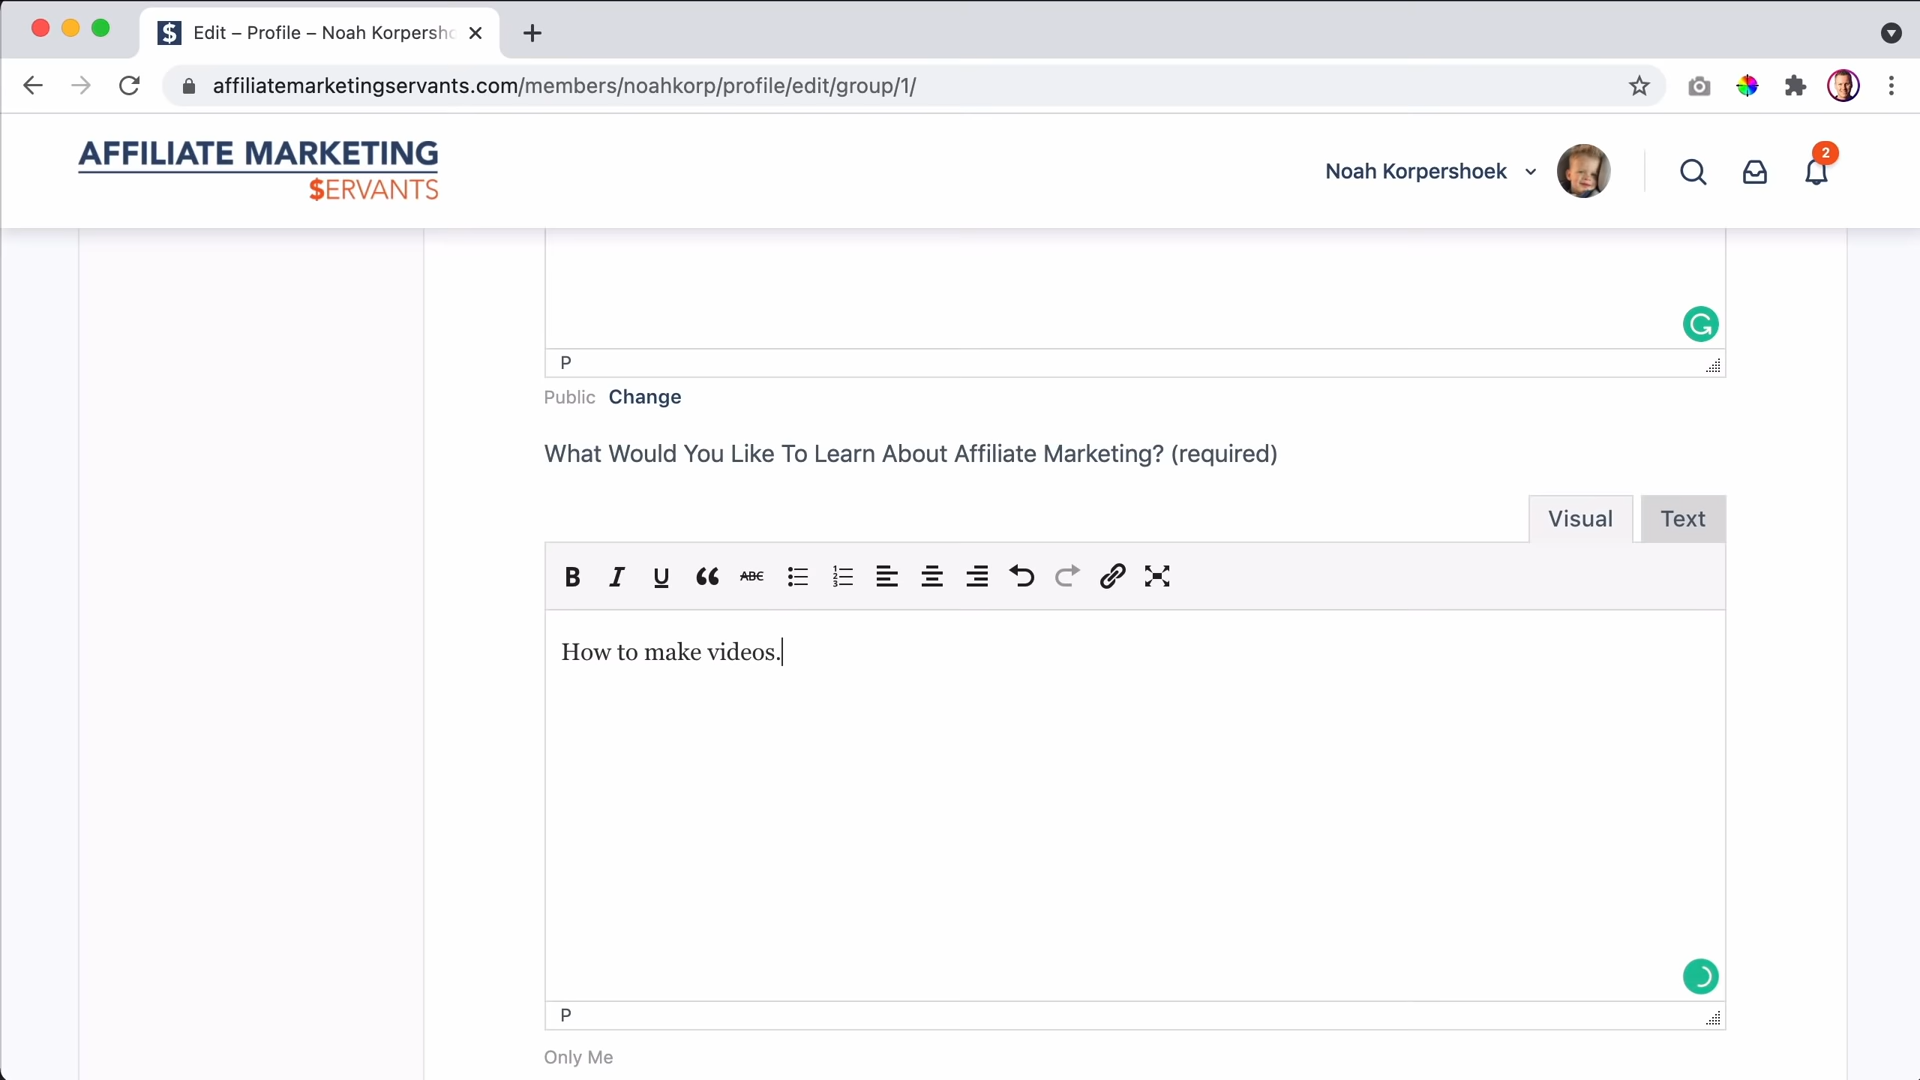 Edit – Profile – Noah Korpersho
affiliatemarketingservants.com/members/noahkorp/profile/edit/group/1/
AFFILIATE MARKETING
$ERVANTS
Noah Korpershoek
2
P
Public Change
What Would You Like To Learn About Affiliate Marketing? (required)
Visual Text
B I U ABC
How to make videos.
P
Only Me